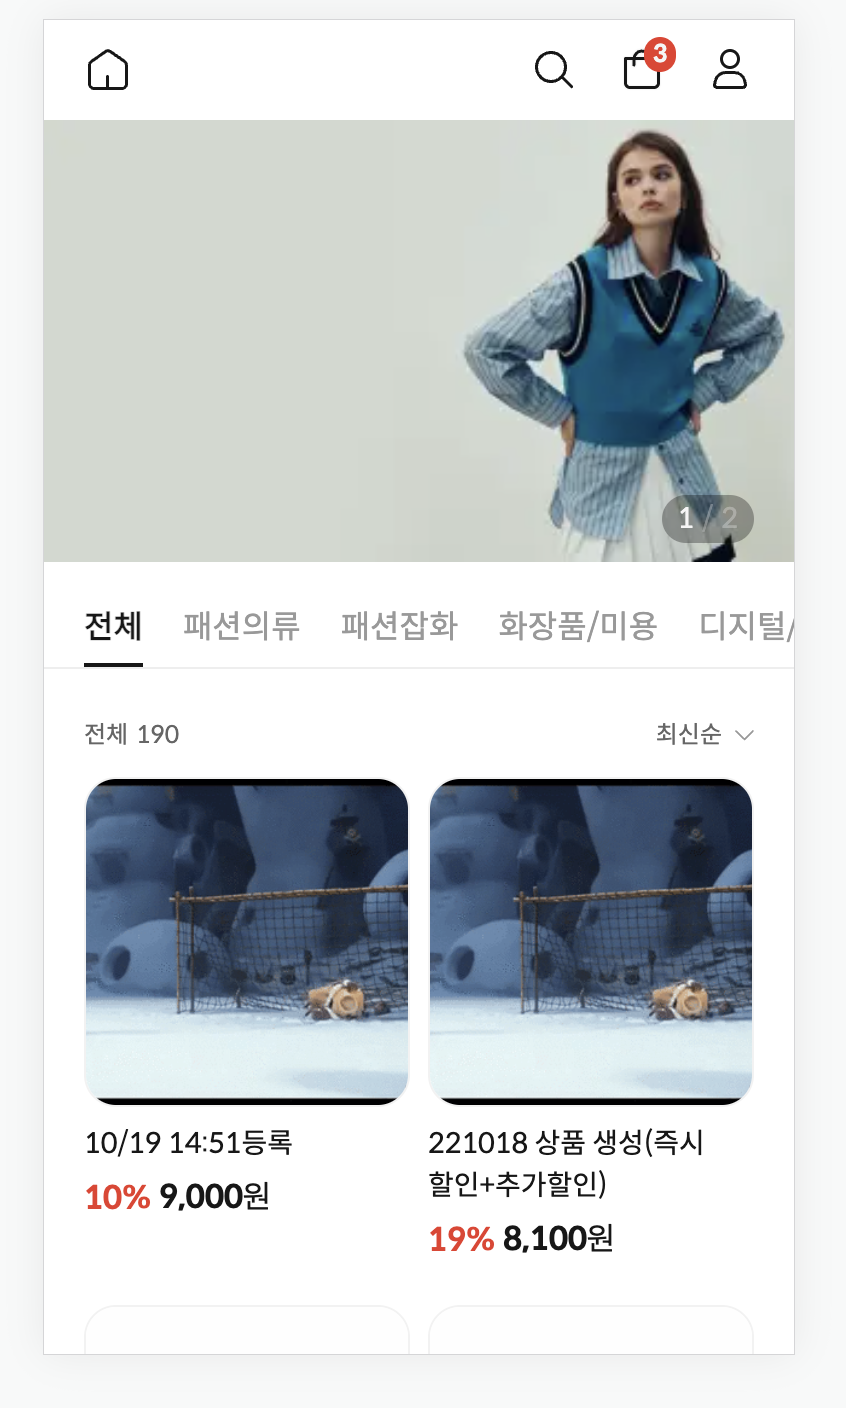 3
1 / 2
전체 패션의류 패션잡화 화장품/미용 디지털/
전체 190 최신순
10/19 14:51등록
10% 9,000원
221018 상품 생성(즉시
할인+추가할인)
19% 8,100원